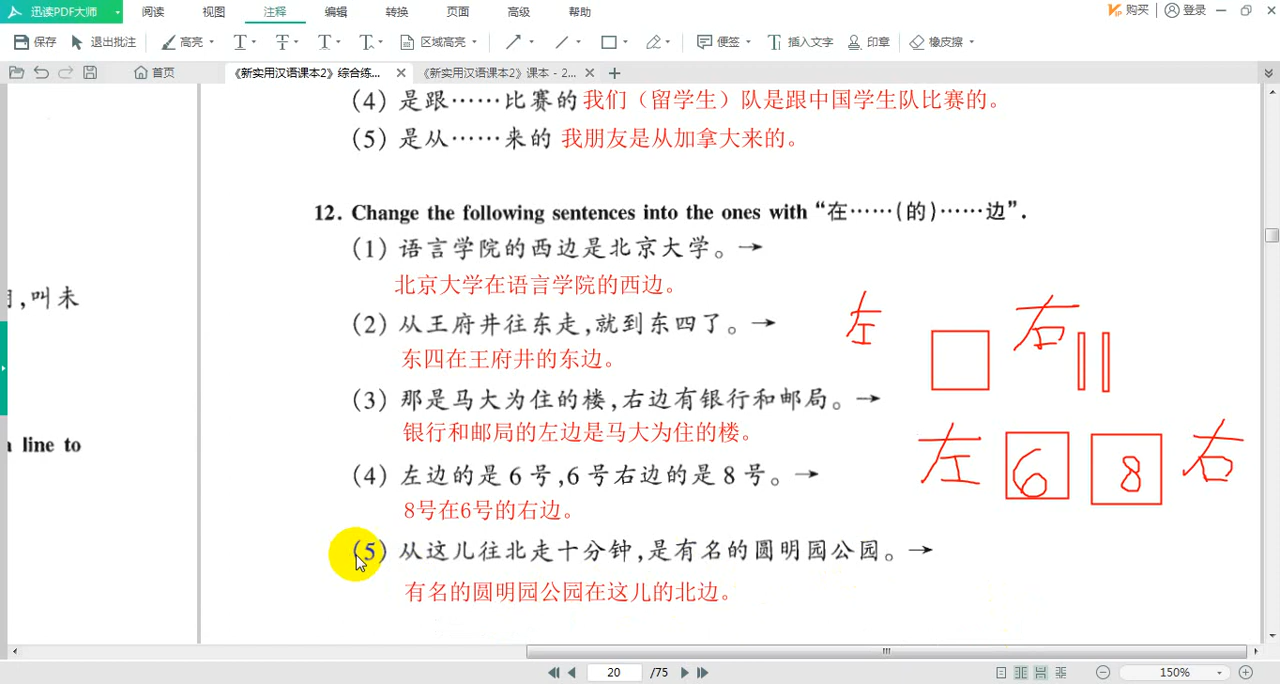 迅读PDF大师 阅读 视图 注释 编辑 转换 页面 高级 帮助 购买 登录
保存 退出批注 高亮 区域高亮 便签 插入文字 印章 橡皮擦
首页 《新实用汉语课本2》综合练... 《新实用汉语课本2》课本 - 2...
(4) 是跟……比赛的 我们（留学生）队是跟中国学生队比赛的。
(5) 是从……来的 我朋友是从加拿大来的。
12. Change the following sentences into the ones with “在……(的)……边”.
(1) 语言学院的西边是北京大学。→
北京大学在语言学院的西边。
,叫未
(2) 从王府井往东走,就到东四了。→
左 右
东四在王府井的东边。
(3) 那是马大为住的楼,右边有银行和邮局。→
银行和邮局的左边是马大为住的楼。
line to
左 6 8 右
(4) 左边的是6号,6号右边的是8号。→
8号在6号的右边。
(5) 从这儿往北走十分钟,是有名的圆明园公园。→
有名的圆明园公园在这儿的北边。
20 /75 150%